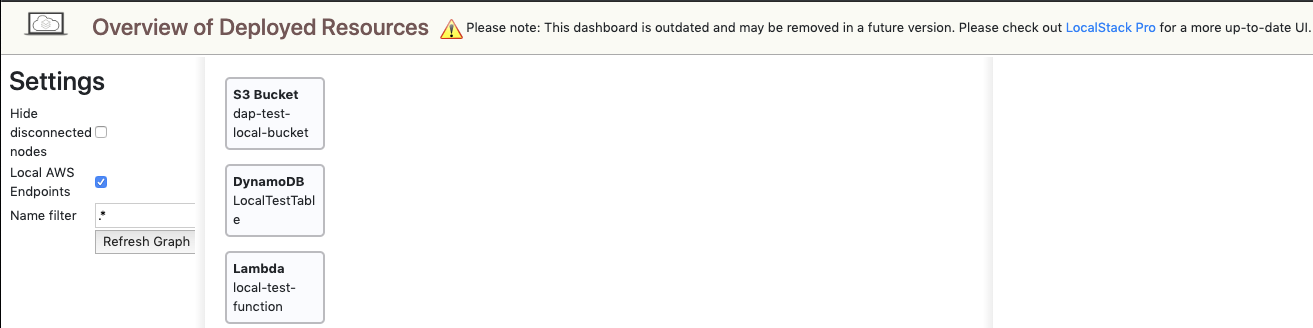 Overview of Deployed Resources
Please note: This dashboard is outdated and may be removed in a future version. Please check out LocalStack Pro for a more up-to-date UI.
Settings
Hide
disconnected
nodes
Local AWS
Endpoints
Name filter
.*
Refresh Graph
S3 Bucket
dap-test-
local-bucket
DynamoDB
LocalTestTabl
e
Lambda
local-test-
function